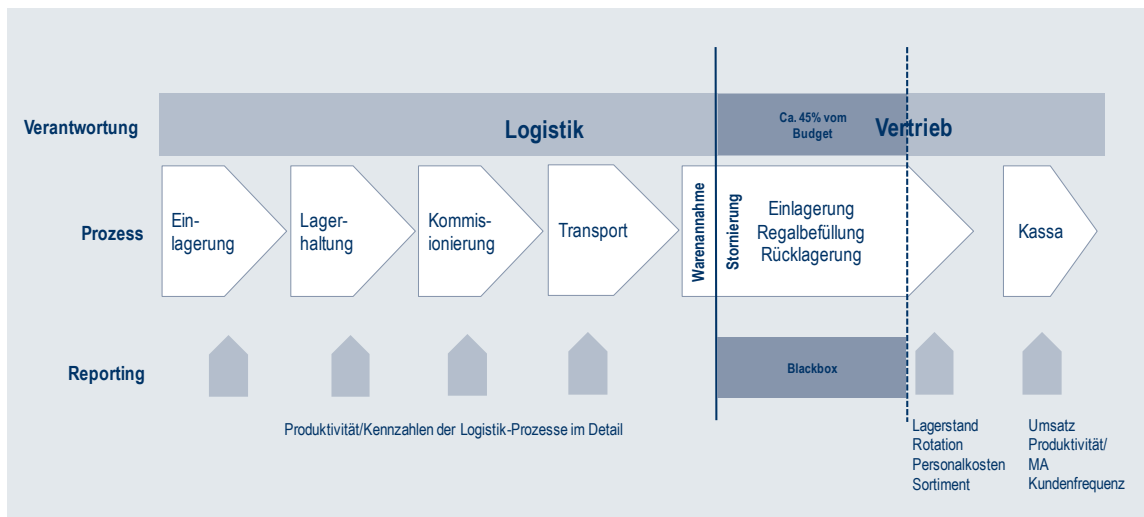 Verantwortung
Logistik
Ca. 45% vom
Budget
Vertrieb
Prozess
Ein-
lagerung
Lager-
haltung
Kommis-
ionierung
Transport
Warenannahme
Stornierung
Einlagerung
Regalbefüllung
Rücklagerung
Kassa
Reporting
Blackbox
Produktivität/Kennzahlen der Logistik-Prozesse im Detail
Lagerstand
Rotation
Personalkosten
Sortiment
Umsatz
Produktivität/
MA
Kundenfrequenz